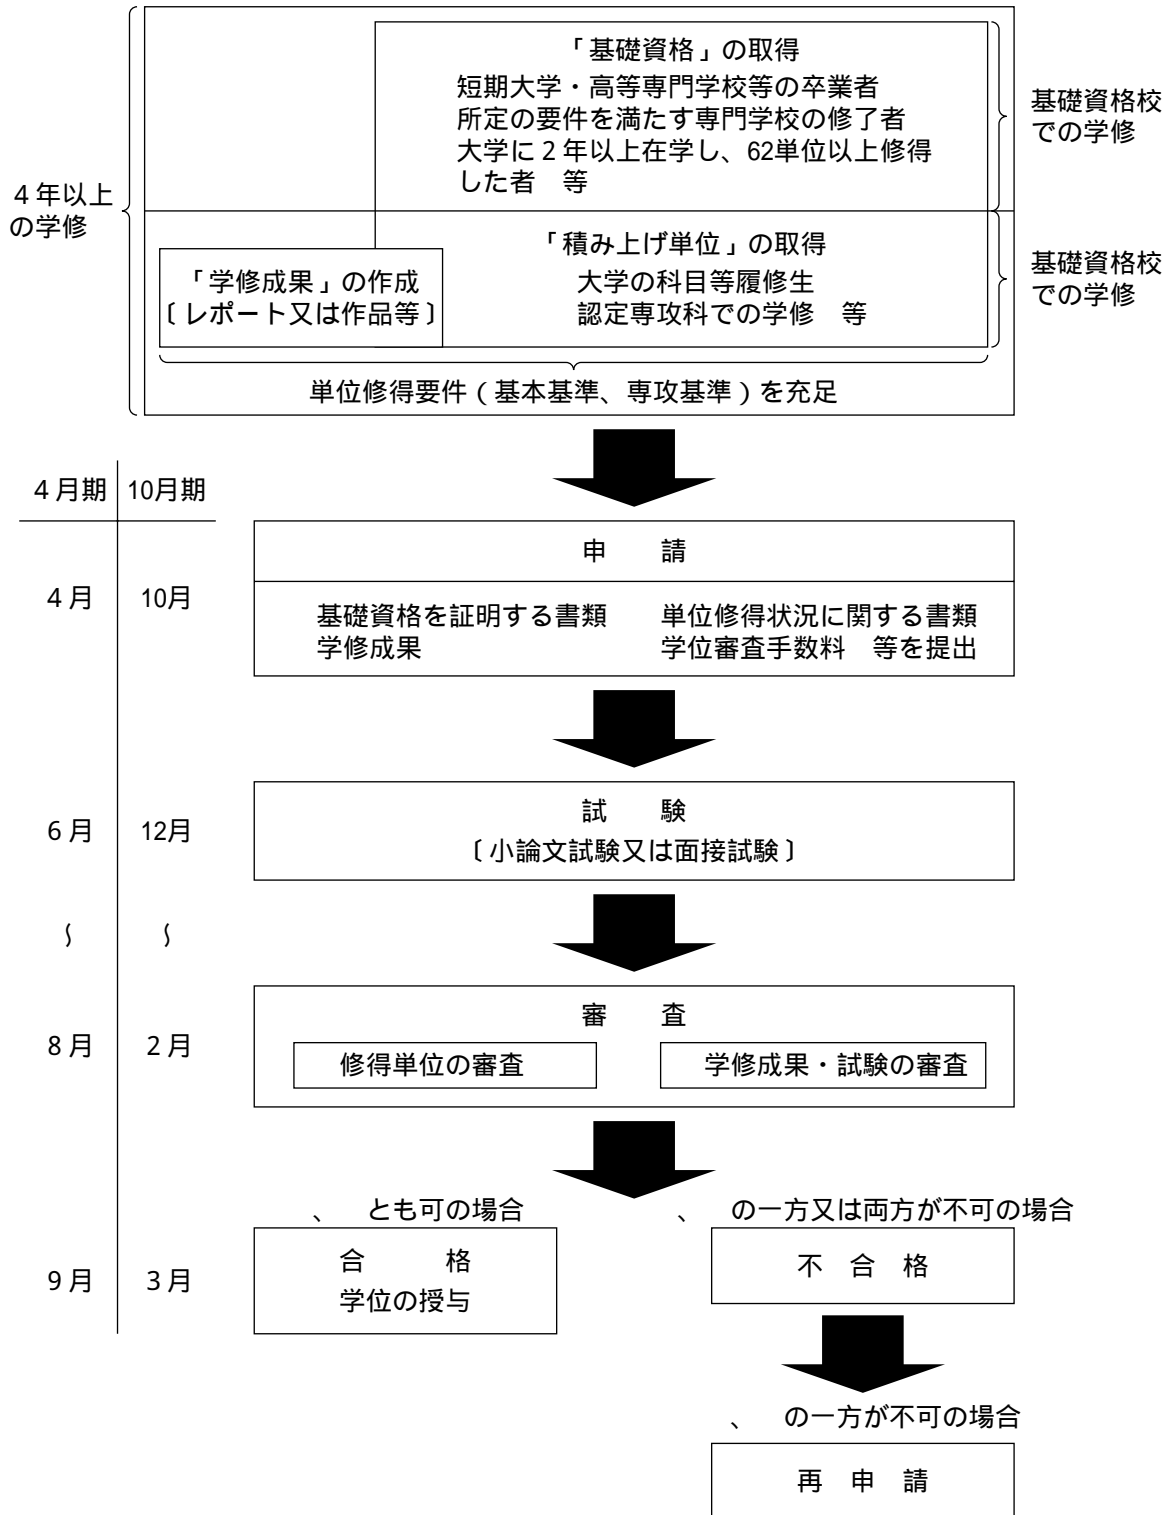 「基礎資格」の取得
短期大学・高等専門学校等の卒業者
所定の要件を満たす専門学校の修了者
大学に２年以上在学し、62単位以上修得
した者　等
基礎資格校
での学修
４年以上
の学修
「積み上げ単位」の取得
大学の科目等履修生
認定専攻科での学修　等
基礎資格校
での学修
「学修成果」の作成
〔レポート又は作品等〕
単位修得要件（基本基準、専攻基準）を充足
４月期　10月期
申　　請
４月　10月
基礎資格を証明する書類　　単位修得状況に関する書類
学修成果　　学位審査手数料　等を提出
試　　験
６月　12月
〔小論文試験又は面接試験〕
～　～
審　　査
８月　２月
修得単位の審査　　学修成果・試験の審査
、　とも可の場合　　、　の一方又は両方が不可の場合
合　　　格
９月　３月
学位の授与
不　合　格
、　の一方が不可の場合
再　申　請